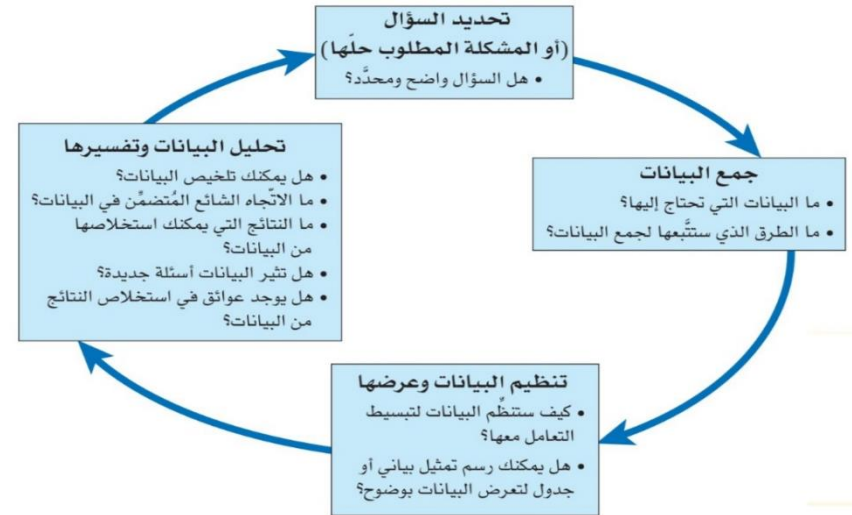 تحديد السؤال
(أو المشكلة المطلوب حلّها)
• هل السؤال واضح ومحدَّد؟
جمع البيانات
• ما البيانات التي تحتاج إليها؟
• ما الطرق الذي ستتَّبعها لجمع البيانات؟
تنظيم البيانات وعرضها
• كيف ستنظِّم البيانات لتبسيط
التعامل معها؟
• هل يمكنك رسم تمثيل بياني أو
جدول لتعرض البيانات بوضوح؟
تحليل البيانات وتفسيرها
• هل يمكنك تلخيص البيانات؟
• ما الاتّجاه الشائع المُتضمِّن في البيانات؟
• ما النتائج التي يمكنك استخلاصها
من البيانات؟
• هل تثير البيانات أسئلة جديدة؟
• هل يوجد عوائق في استخلاص النتائج
من البيانات؟